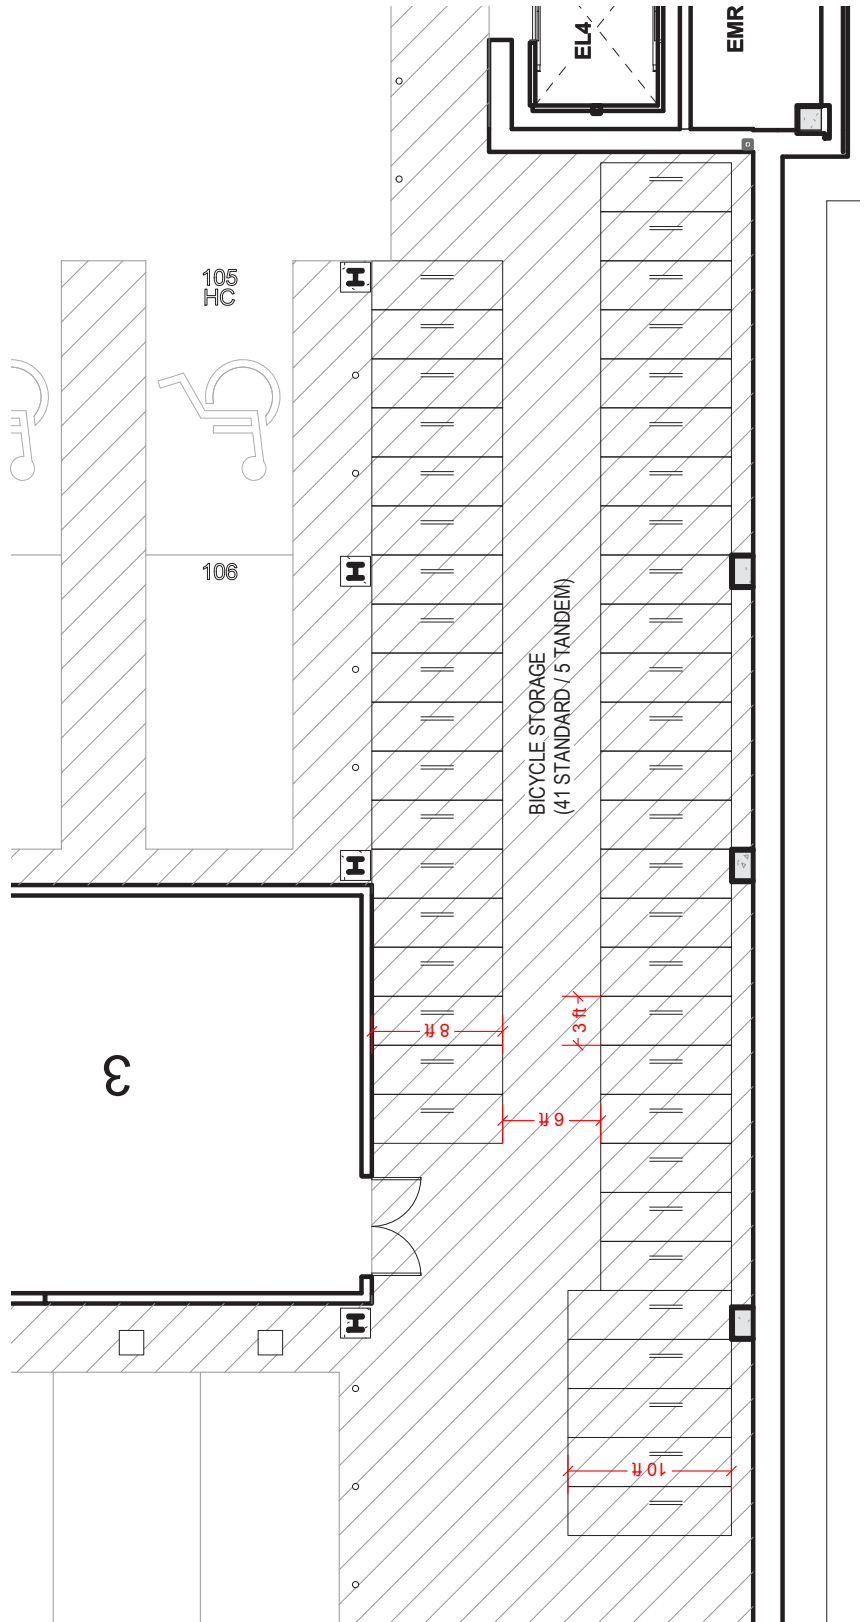 EL4
EMR
105
HC
106
BICYCLE STORAGE
(41 STANDARD / 5 TANDEM)
3 ft
8 ft
6 ft
3
10 ft